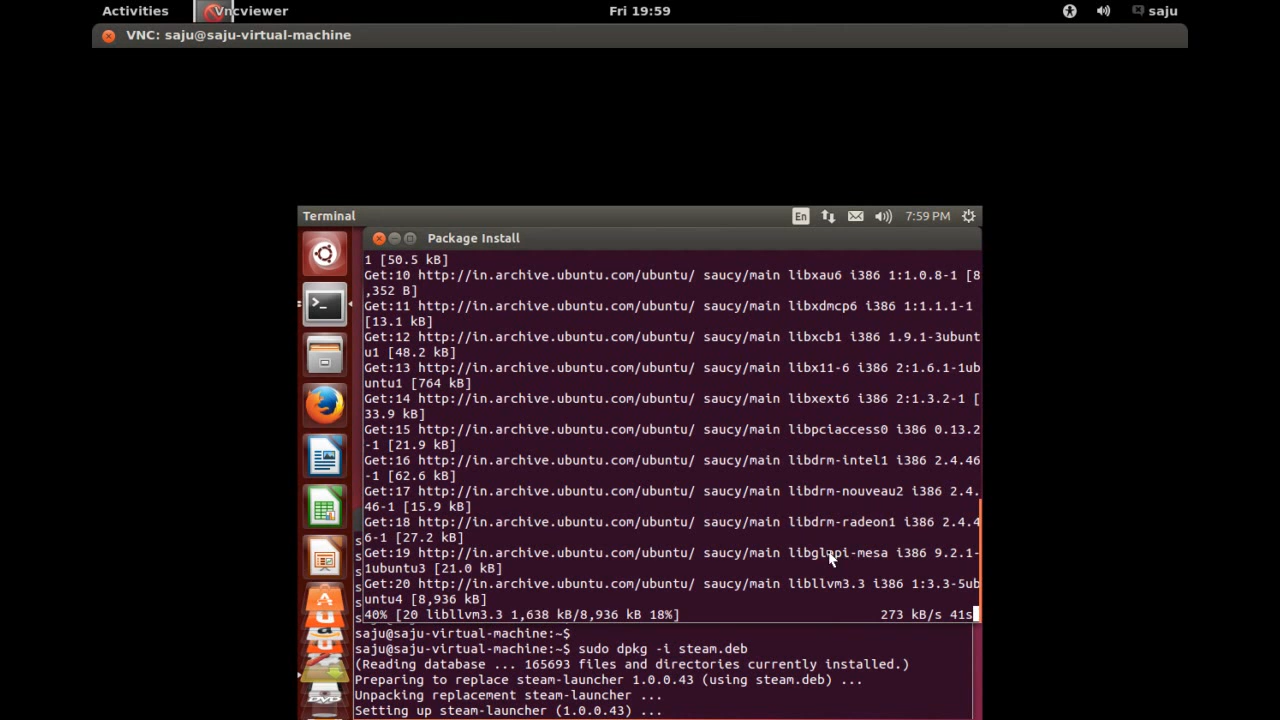 Activities
Vncviewer
Fri 19:59
saju
VNC: saju@saju-virtual-machine
Terminal
En
7:59 PM
Package Install
1 [50.5 kB]
Get:10 http://in.archive.ubuntu.com/ubuntu/ saucy/main libxau6 i386 1:1.0.8-1 [8
,352 B]
Get:11 http://in.archive.ubuntu.com/ubuntu/ saucy/main libxdmcp6 i386 1:1.1.1-1
[13.1 kB]
Get:12 http://in.archive.ubuntu.com/ubuntu/ saucy/main libxcb1 i386 1.9.1-3ubunt
u1 [48.2 kB]
Get:13 http://in.archive.ubuntu.com/ubuntu/ saucy/main libx11-6 i386 2:1.6.1-1ub
untu1 [764 kB]
Get:14 http://in.archive.ubuntu.com/ubuntu/ saucy/main libxext6 i386 2:1.3.2-1 [
33.9 kB]
Get:15 http://in.archive.ubuntu.com/ubuntu/ saucy/main libpciaccess0 i386 0.13.2
-1 [21.9 kB]
Get:16 http://in.archive.ubuntu.com/ubuntu/ saucy/main libdrm-intel1 i386 2.4.46
-1 [62.6 kB]
Get:17 http://in.archive.ubuntu.com/ubuntu/ saucy/main libdrm-nouveau2 i386 2.4.
46-1 [15.9 kB]
Get:18 http://in.archive.ubuntu.com/ubuntu/ saucy/main libdrm-radeon1 i386 2.4.4
6-1 [27.2 kB]
Get:19 http://in.archive.ubuntu.com/ubuntu/ saucy/main i386 9.2.1-
1ubuntu3 [21.0 kB]
Get:20 http://in.archive.ubuntu.com/ubuntu/ saucy/main libllvm3.3 i386 1:3.3-5ub
untu4 [8,936 kB]
40% [20 libllvm3.3 1,638 kB/8,936 kB 18%] 273 kB/s 41s
saju@saju-virtual-machine:~$
saju@saju-virtual-machine:~$ sudo dpkg -i steam.deb
(Reading database ... 165693 files and directories currently installed.)
Preparing to replace steam-launcher 1.0.0.43 (using steam.deb) ...
Unpacking replacement steam-launcher ...
Setting up steam-launcher (1.0.0.43) ...